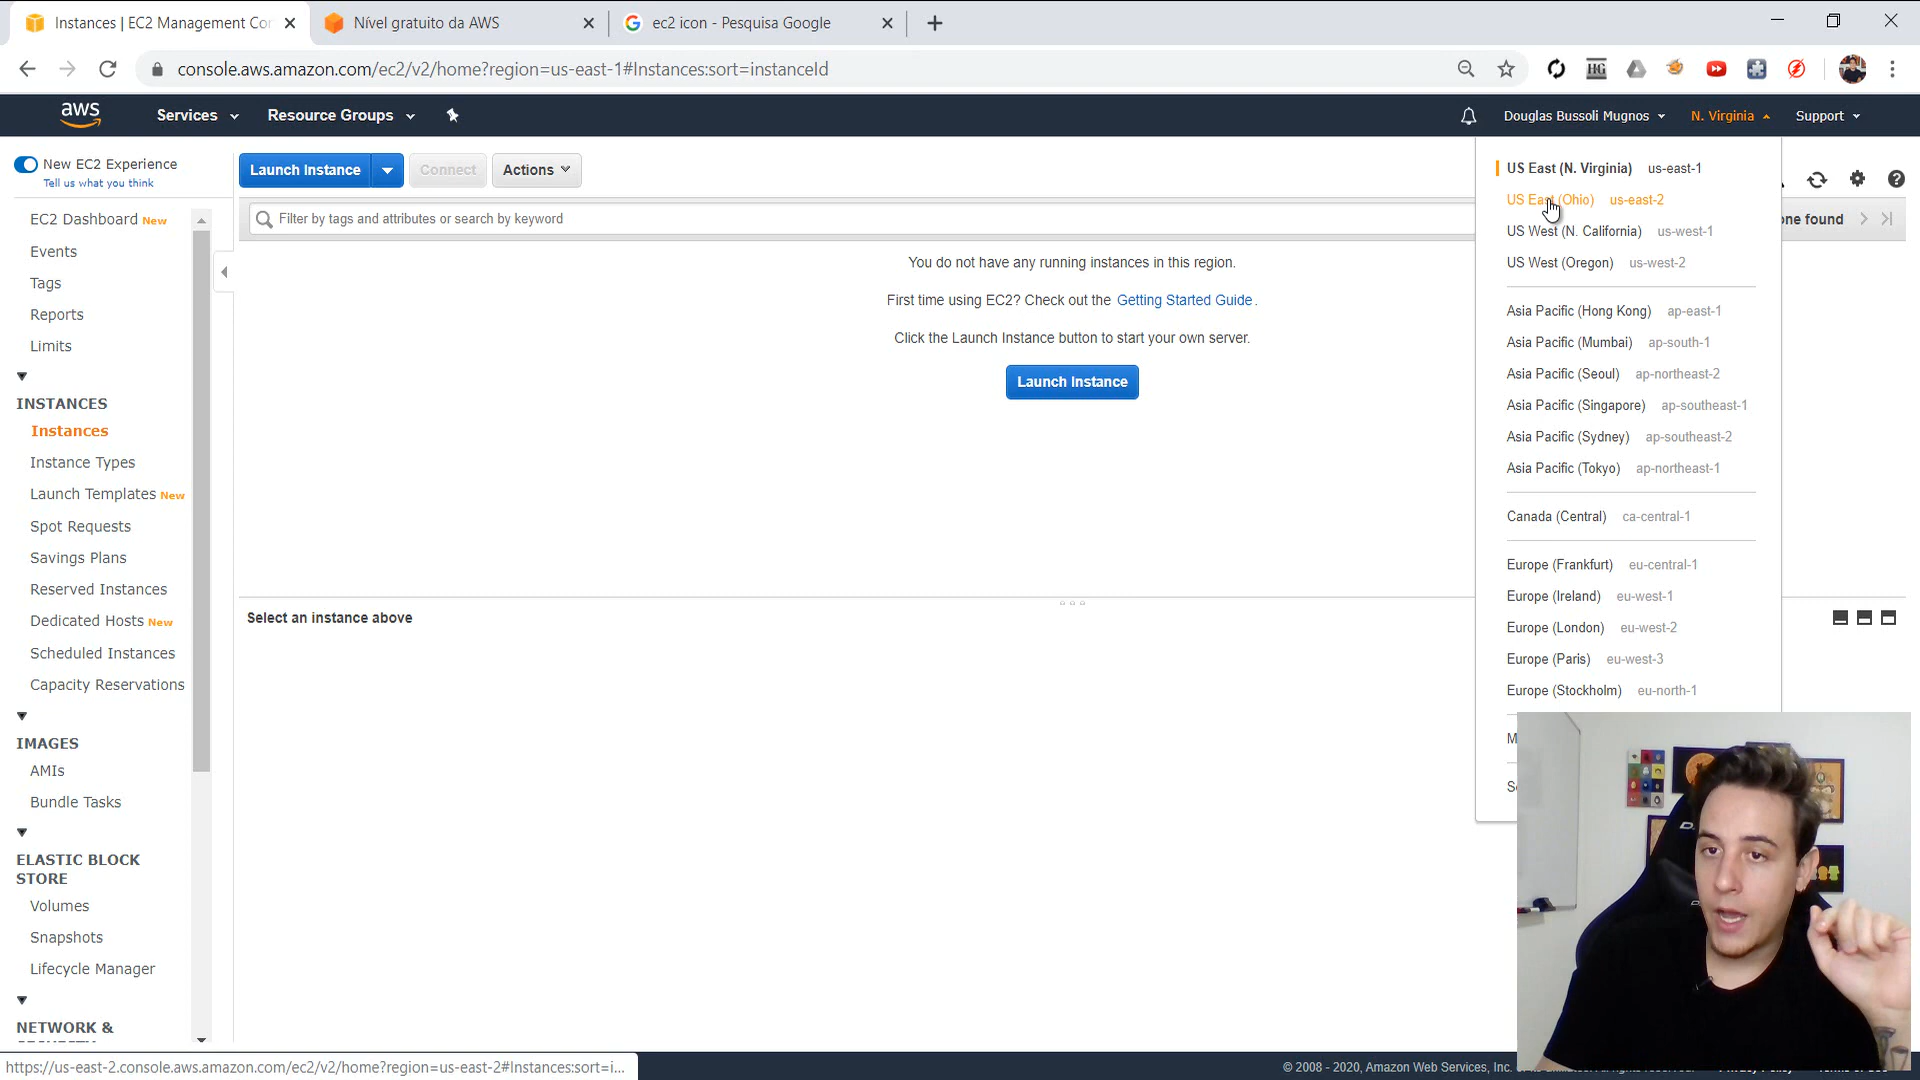 Instances | EC2 Management Con
Nível gratuito da AWS
ec2 icon - Pesquisa Google
console.aws.amazon.com/ec2/v2/home?region=us-east-1#Instances:sort=instanceId
aws
Services
Resource Groups
Douglas Bussoli Mugnos
N. Virginia
Support
New EC2 Experience
Tell us what you think
EC2 Dashboard New
Events
Tags
Reports
Limits
INSTANCES
Instances
Instance Types
Launch Templates New
Spot Requests
Savings Plans
Reserved Instances
Dedicated Hosts New
Scheduled Instances
Capacity Reservations
IMAGES
AMIs
Bundle Tasks
ELASTIC BLOCK
STORE
Volumes
Snapshots
Lifecycle Manager
NETWORK &
Launch Instance
Connect
Actions
Filter by tags and attributes or search by keyword
one found
You do not have any running instances in this region.
First time using EC2? Check out the Getting Started Guide.
Click the Launch Instance button to start your own server.
Launch Instance
Select an instance above
US East (N. Virginia) us-east-1
US East (Ohio) us-east-2
US West (N. California) us-west-1
US West (Oregon) us-west-2
Asia Pacific (Hong Kong) ap-east-1
Asia Pacific (Mumbai) ap-south-1
Asia Pacific (Seoul) ap-northeast-2
Asia Pacific (Singapore) ap-southeast-1
Asia Pacific (Sydney) ap-southeast-2
Asia Pacific (Tokyo) ap-northeast-1
Canada (Central) ca-central-1
Europe (Frankfurt) eu-central-1
Europe (Ireland) eu-west-1
Europe (London) eu-west-2
Europe (Paris) eu-west-3
Europe (Stockholm) eu-north-1
M
S
https://us-east-2.console.aws.amazon.com/ec2/v2/home?region=us-east-2#Instances:sort=i...
© 2008 - 2020, Amazon Web Services, Inc.